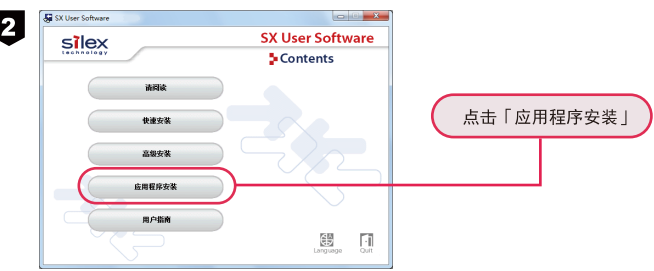 2
SX User Software
silex
technology
SX User Software
Contents
请阅读
快速安装
高级安装
应用程序安装
用户指南
Language
Quit
点击「应用程序安装」